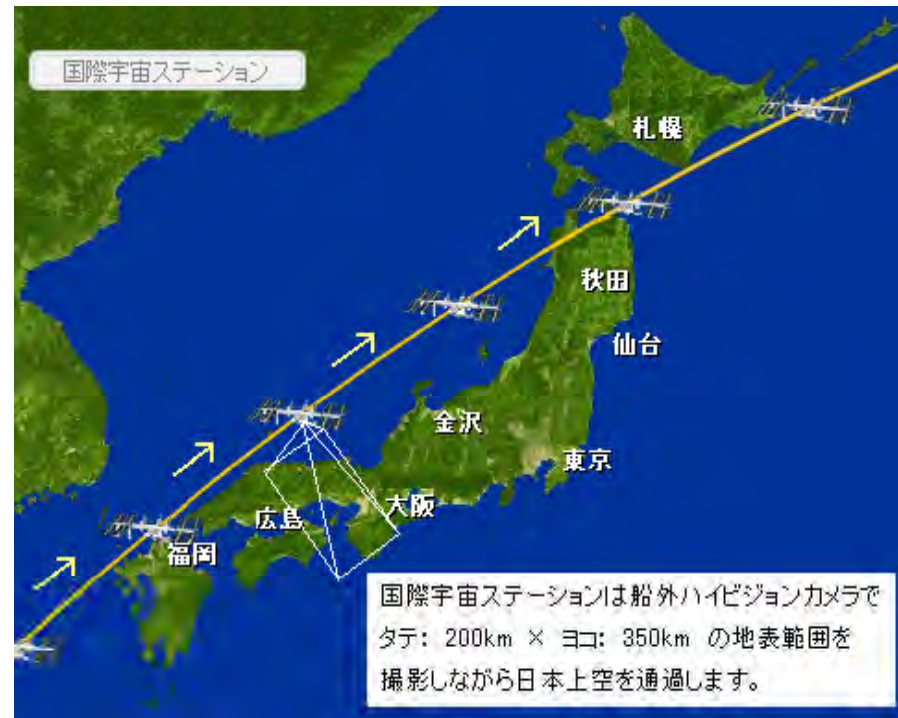 国際宇宙ステーション
札幌
秋田
仙台
金沢
東京
大阪
広島
福岡
国際宇宙ステーションは船外ハイビジョンカメラで
タテ: 200km × ヨコ: 350km の地表範囲を
撮影しながら日本上空を通過します。